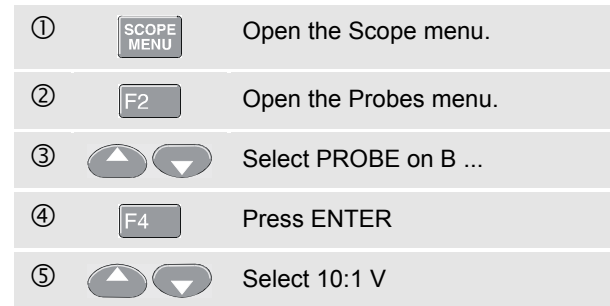 ① SCOPE MENU Open the Scope menu.
② F2 Open the Probes menu.
③ Select PROBE on B ...
④ F4 Press ENTER
⑤ Select 10:1 V